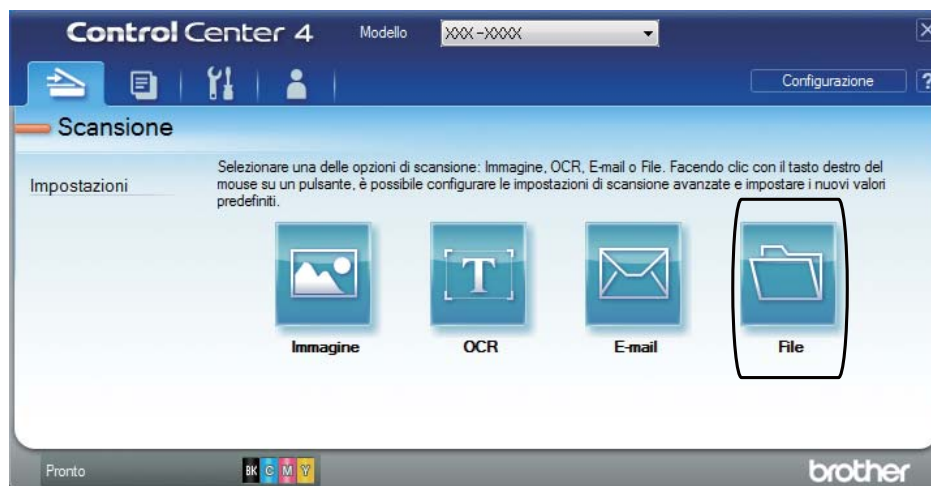 Control Center 4 Modello XXX-XXXX
Configurazione ?
Scansione
Impostazioni
Selezionare una delle opzioni di scansione: Immagine, OCR, E-mail o File. Facendo clic con il tasto destro del
mouse su un pulsante, è possibile configurare le impostazioni di scansione avanzate e impostare i nuovi valori
predefiniti.
T
Immagine OCR E-mail File
Pronto BK C M Y brother